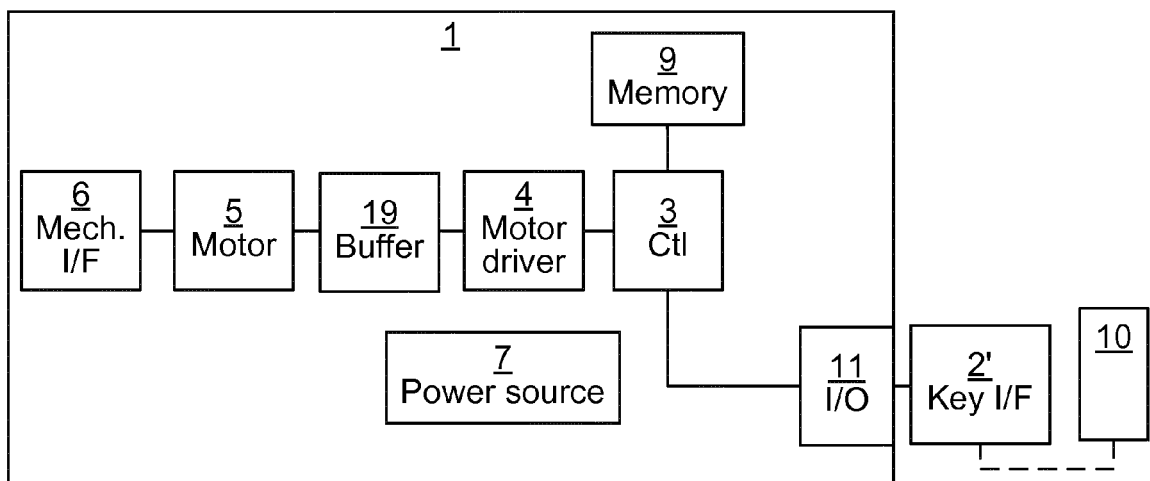 1
9
Memory
6
Mech.
I/F
5
Motor
19
Buffer
4
Motor
driver
3
Ctl
7
Power source
11
I/O
2'
Key I/F
10